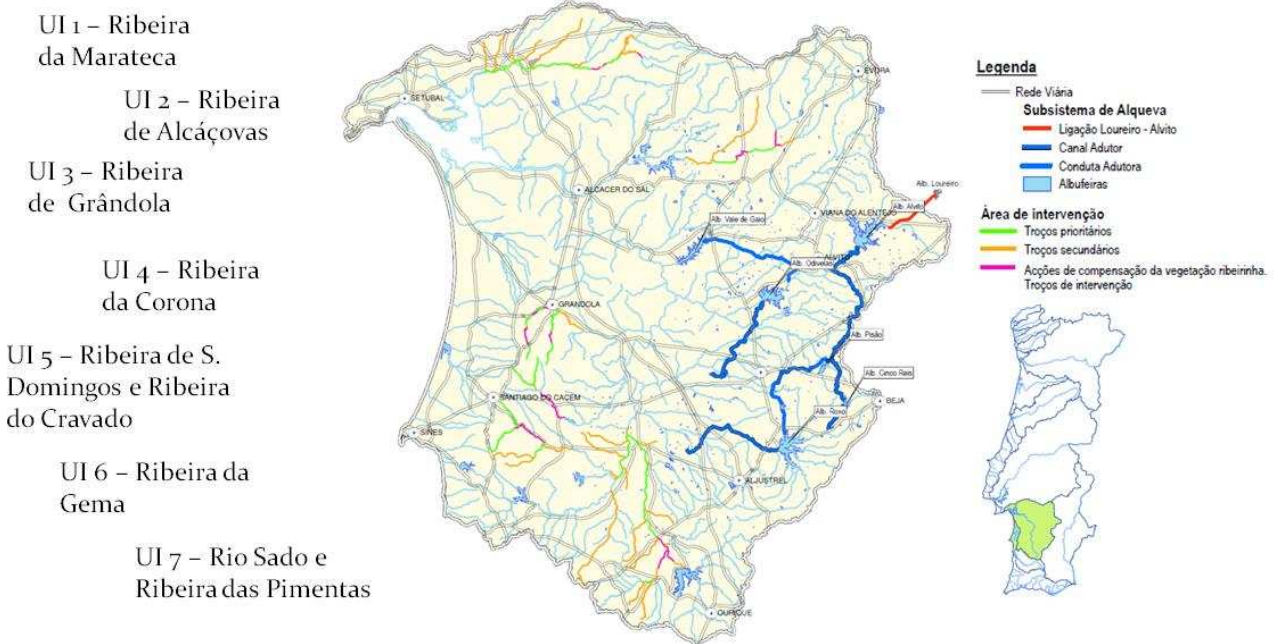 UI 1 – Ribeira
da Marateca
UI 2 – Ribeira
de Alcáçovas
UI 3 – Ribeira
de Grândola
UI 4 – Ribeira
da Corona
UI 5 – Ribeira de S.
Domingos e Ribeira
do Cravado
UI 6 – Ribeira da
Gema
UI 7 – Rio Sado e
Ribeira das Pimentas
EVORA
SETUBAL
ALCACER DO SAL
Alb. Loureiro
VIANA DO ALENTEJO
Alb. Alvito
Alb. Vale de Gaio
ALVITO
Alb. Odivelas
GRANDOLA
Alb. Pisão
Alb. Cinco Reis
SANTIAGO DO CACEM
BEJA
Alb. Roxo
SINES
ALJUSTREL
OURIQUE
Legenda
Rede Viária
Subsistema de Alqueva
Ligação Loureiro - Alvito
Canal Adutor
Conduta Adutora
Albufeiras
Área de intervenção
Troços prioritários
Troços secundários
Acções de compensação da vegetação ribeirinha.
Troços de intervenção